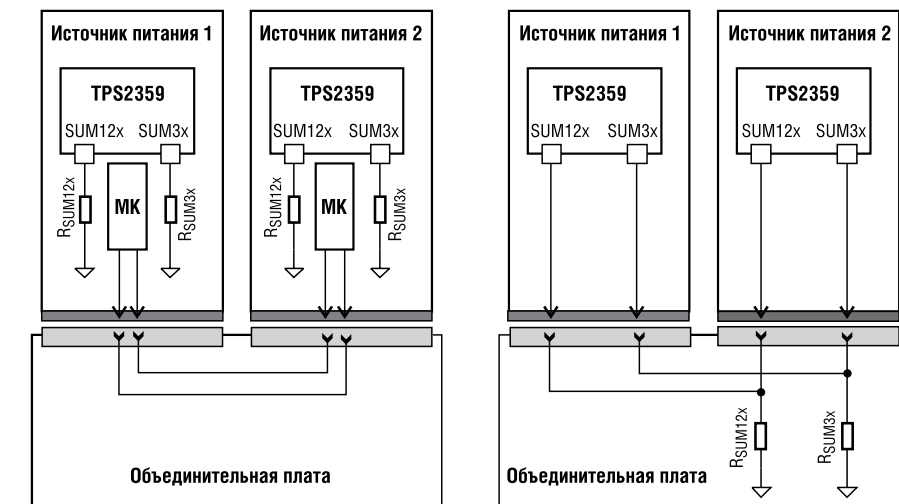 Источник питания 1
TPS2359
SUM12x SUM3x
RSUM12x
МК
RSUM3x
Источник питания 2
TPS2359
SUM12x SUM3x
RSUM12x
МК
RSUM3x
Объединительная плата
Источник питания 1
TPS2359
SUM12x SUM3x
Источник питания 2
TPS2359
SUM12x SUM3x
RSUM12x
RSUM3x
Объединительная плата